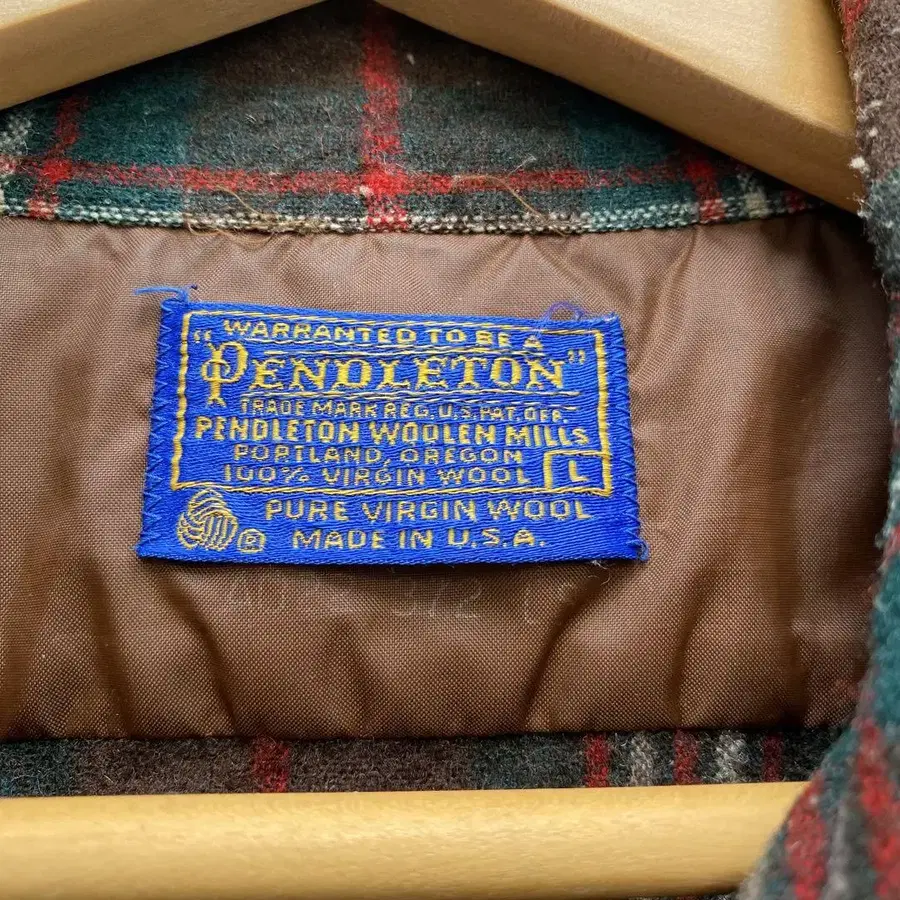 WARRANTED TO BE A
"PENDLETON"
TRADE MARK REG. U.S. PAT. OFF.
PENDLETON WOOLEN MILLS
PORTLAND, OREGON
100% VIRGIN WOOL L
PURE VIRGIN WOOL
® MADE IN U.S.A.